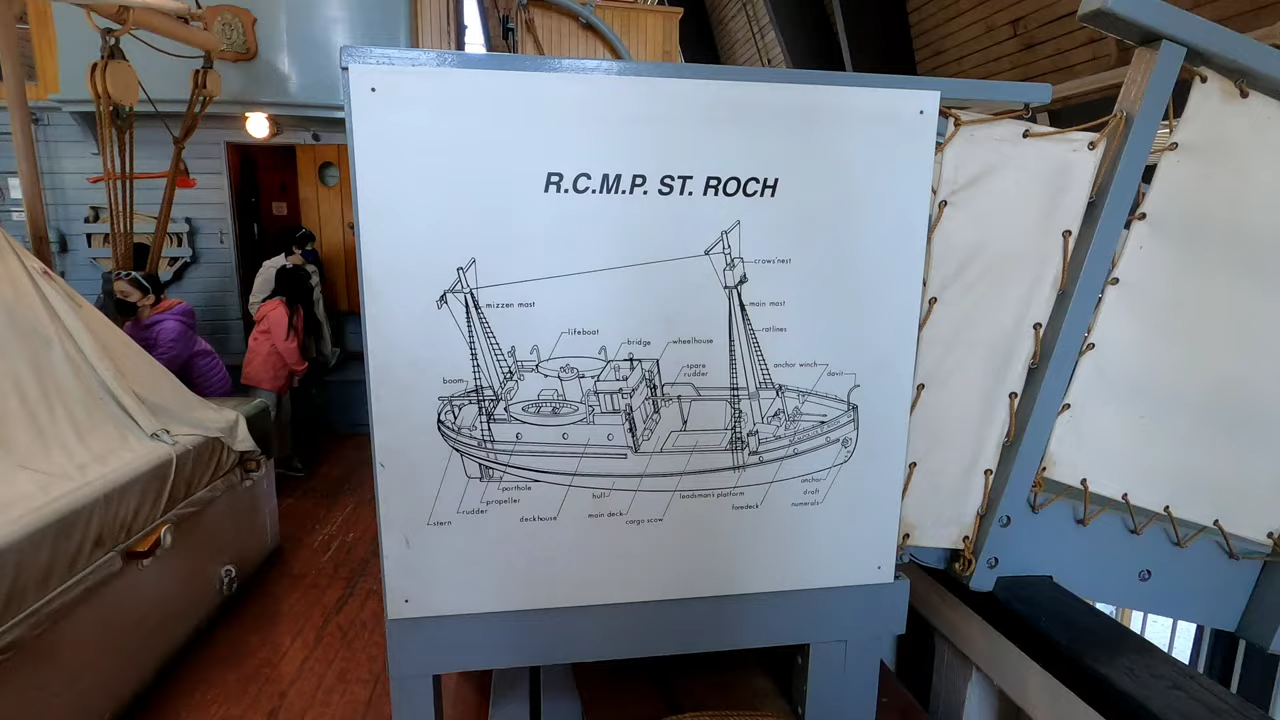 R.C.M.P. ST. ROCH
crows'nest
mizzen mast
main mast
ratlines
lifeboat
bridge
wheelhouse
spare
rudder
anchor winch
davit
boom
porthole
propeller
rudder
stern
deckhouse
hull
main deck
cargo scow
leadsman's platform
foredeck
anchor
draft
numerals